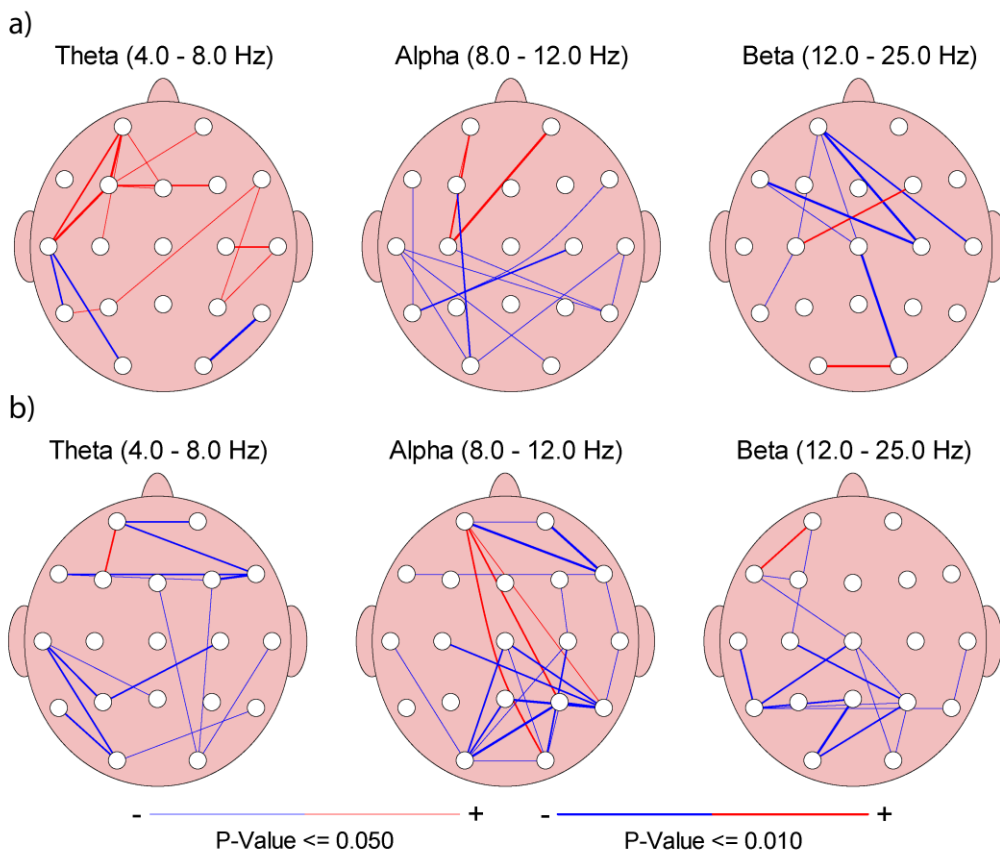 a)
Theta (4.0 - 8.0 Hz) Alpha (8.0 - 12.0 Hz) Beta (12.0 - 25.0 Hz)
b)
Theta (4.0 - 8.0 Hz) Alpha (8.0 - 12.0 Hz) Beta (12.0 - 25.0 Hz)
- + - +
P-Value <= 0.050 P-Value <= 0.010